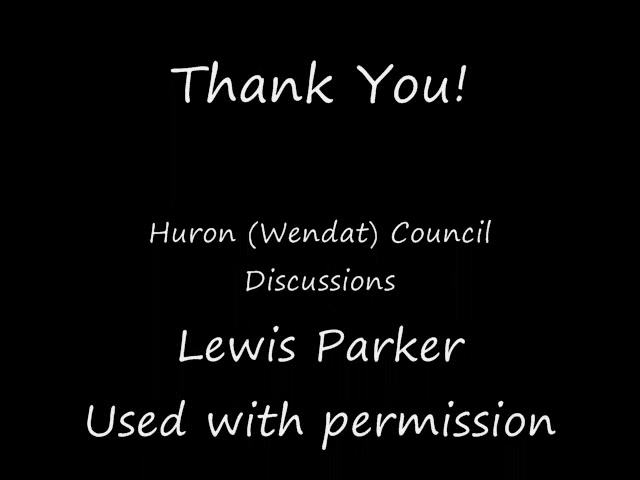 Thank You!
Huron (Wendat) Council
Discussions
Lewis Parker
Used with permission